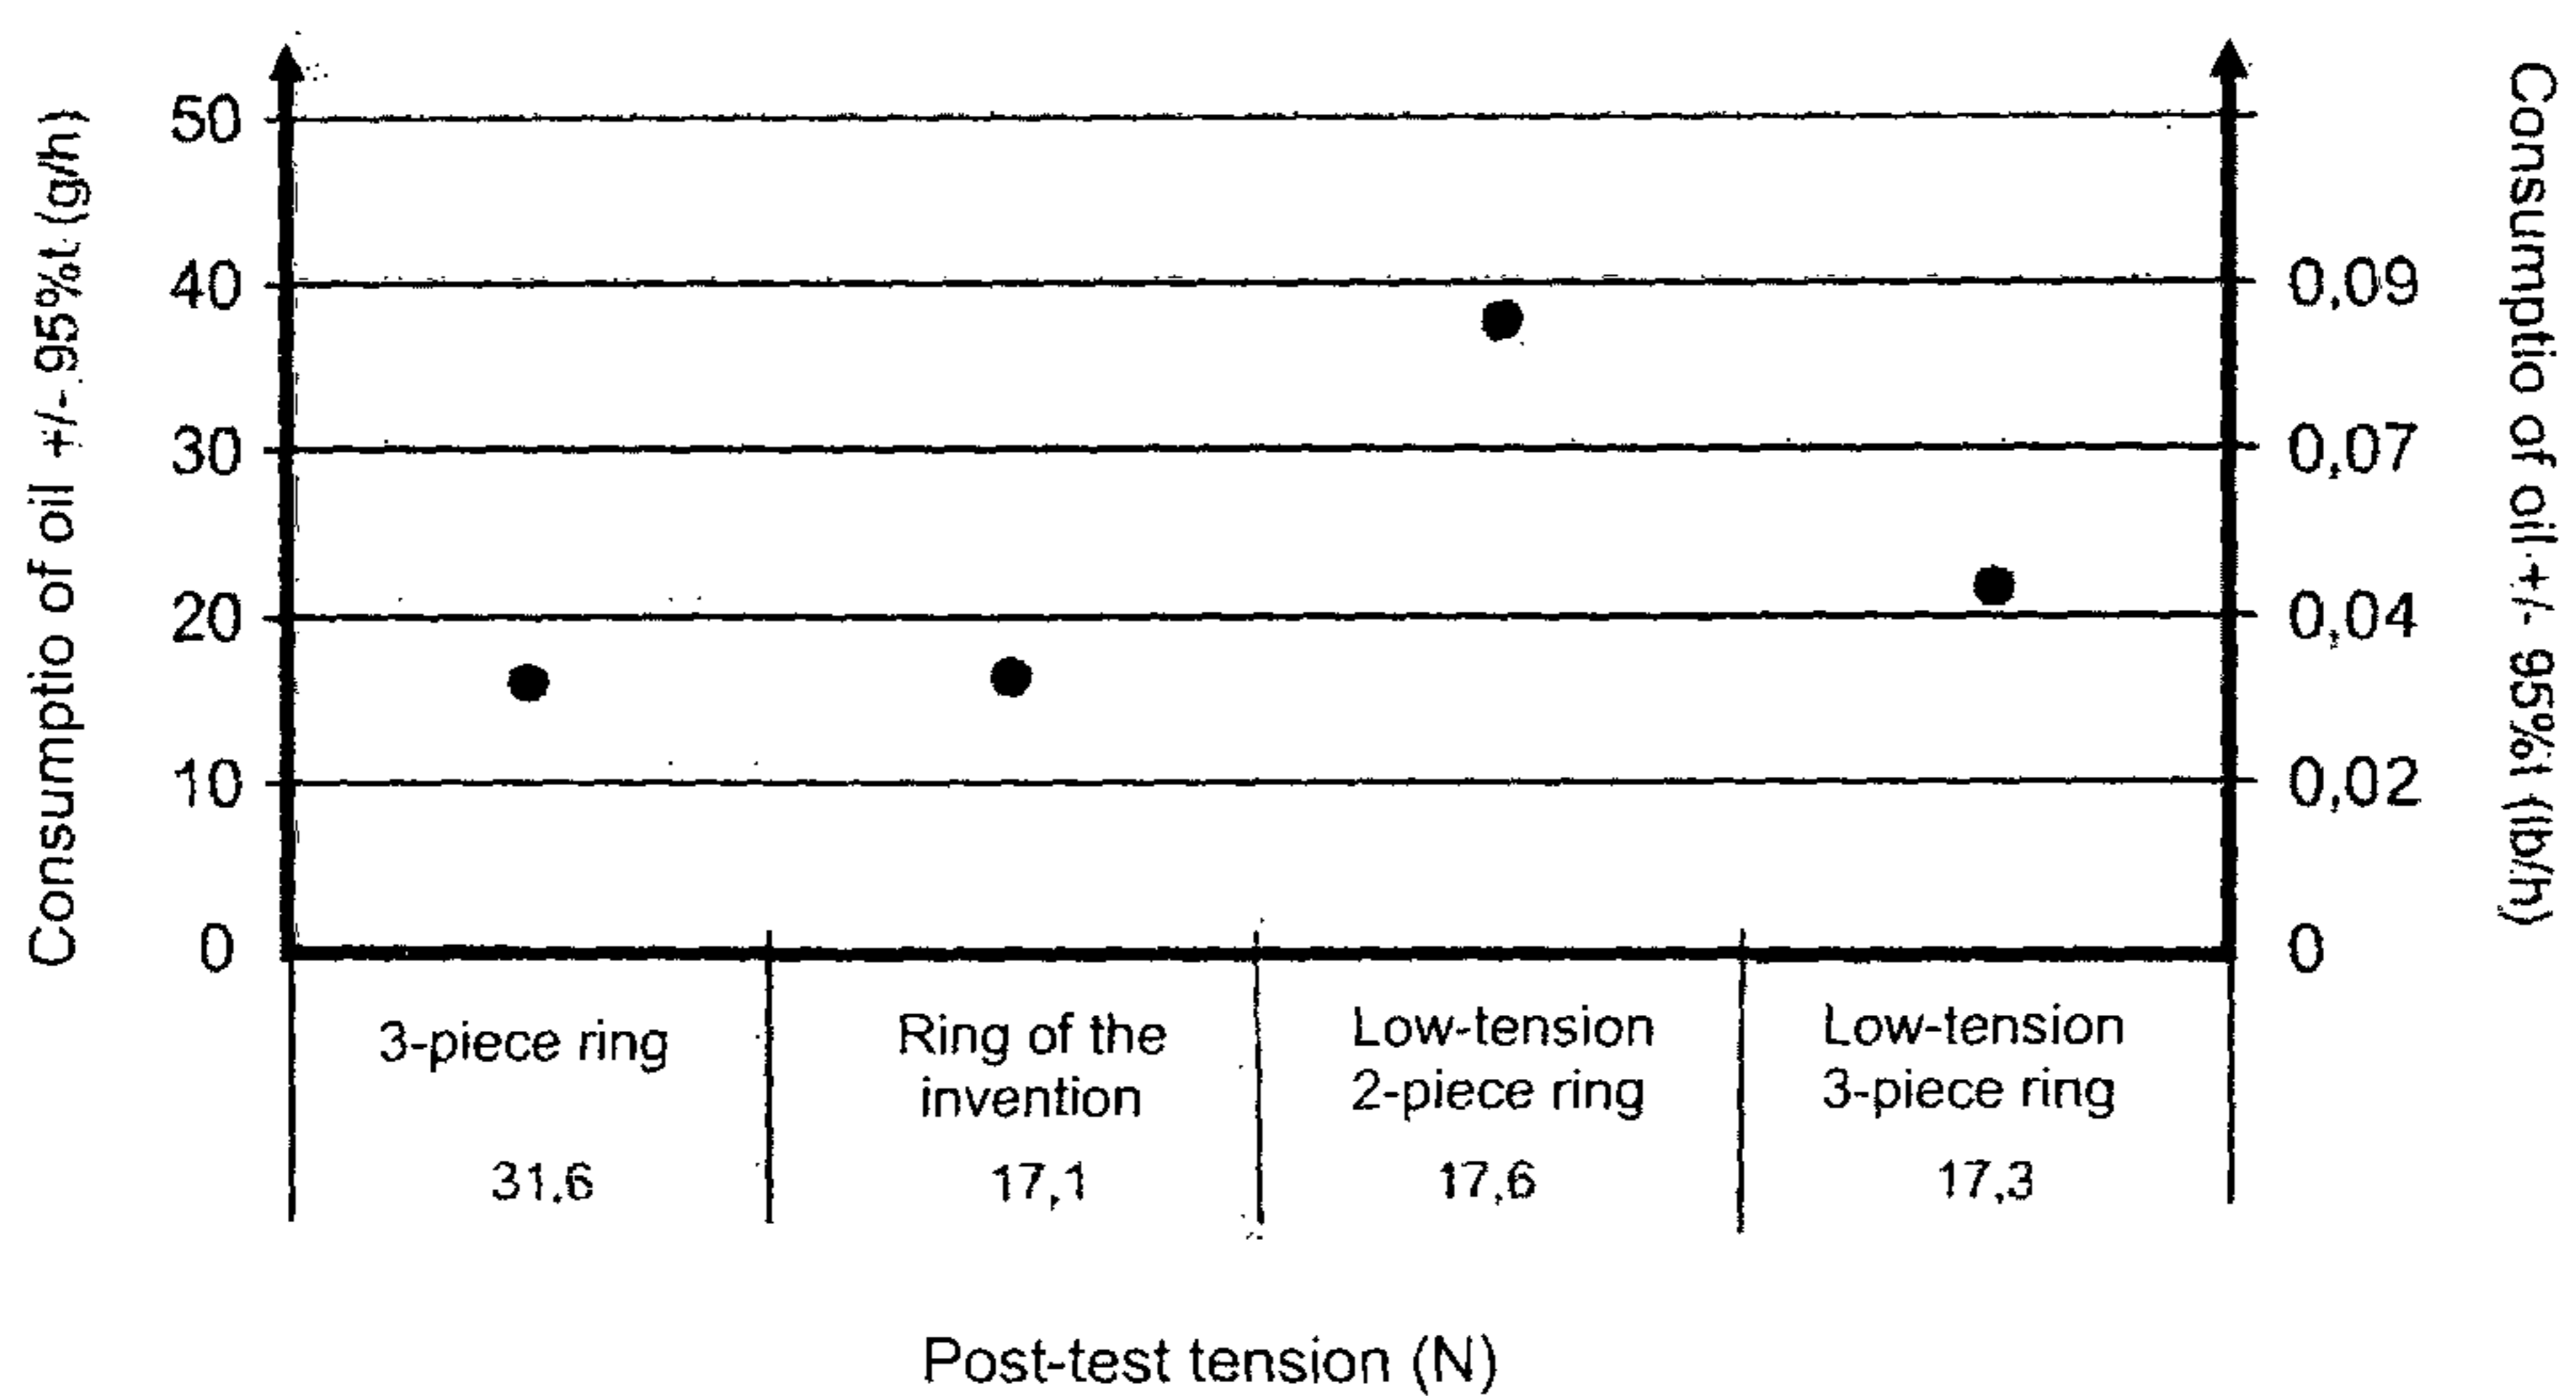 Consumptio of oil +/- 95%t (g/h)
50
40
30
20
10
0
0,09
0,07
0,04
0,02
0
Consumptio of oil +/- 95%t (lb/h)
3-piece ring
31,6
Ring of the
invention
17,1
Low-tension
2-piece ring
17,6
Low-tension
3-piece ring
17,3
Post-test tension (N)